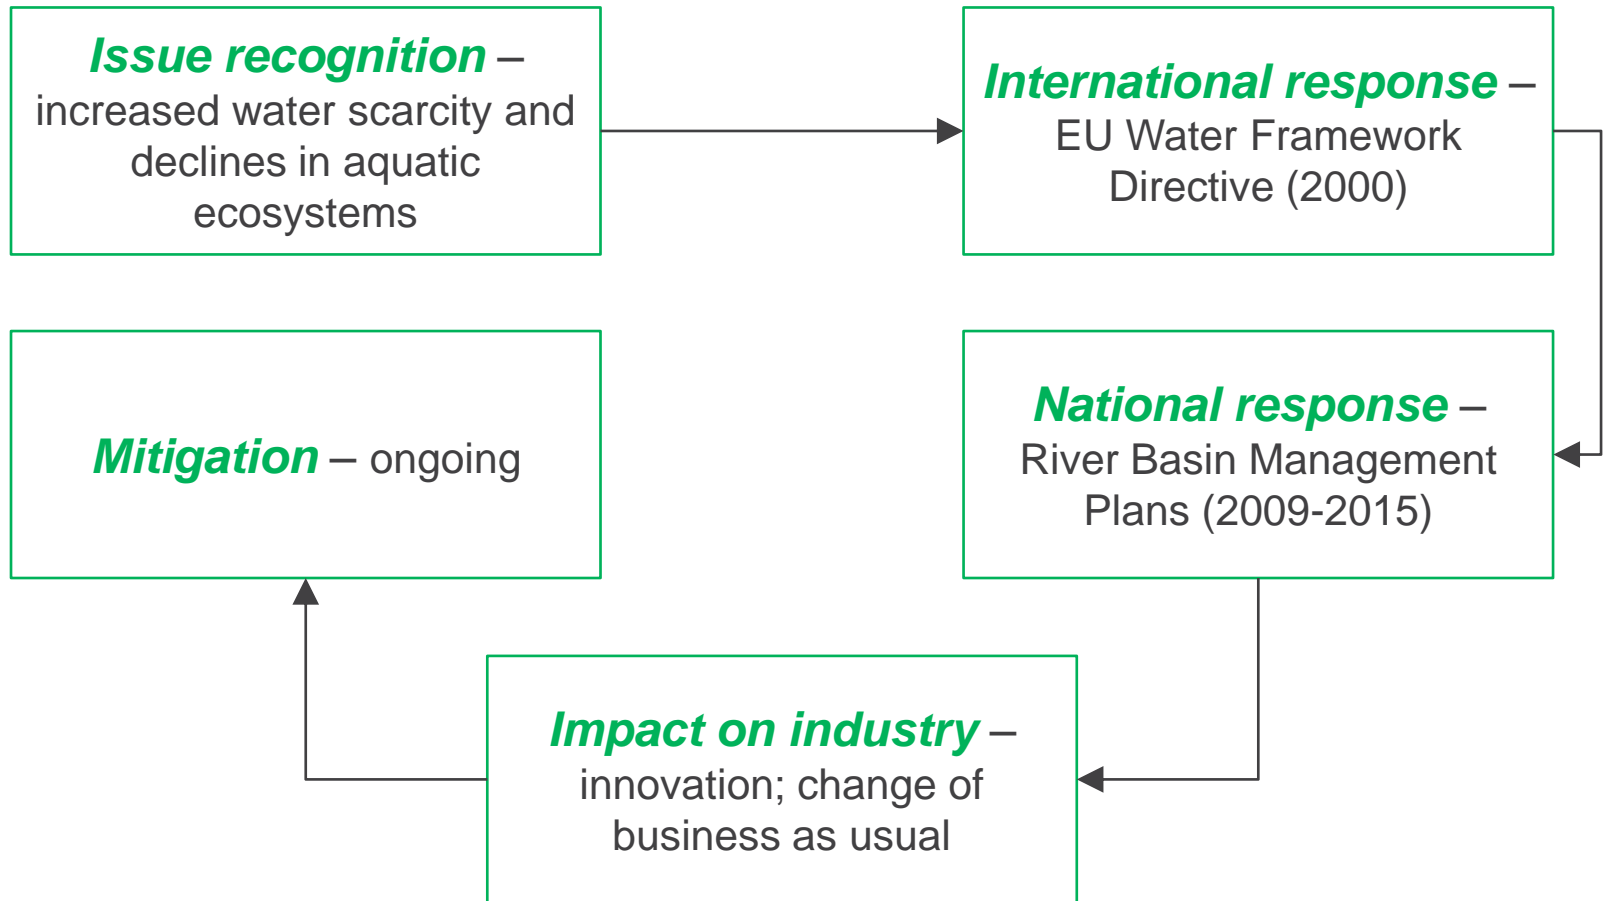 Issue recognition –
increased water scarcity and
declines in aquatic
ecosystems
International response –
EU Water Framework
Directive (2000)
National response –
River Basin Management
Plans (2009-2015)
Impact on industry –
innovation; change of
business as usual
Mitigation – ongoing